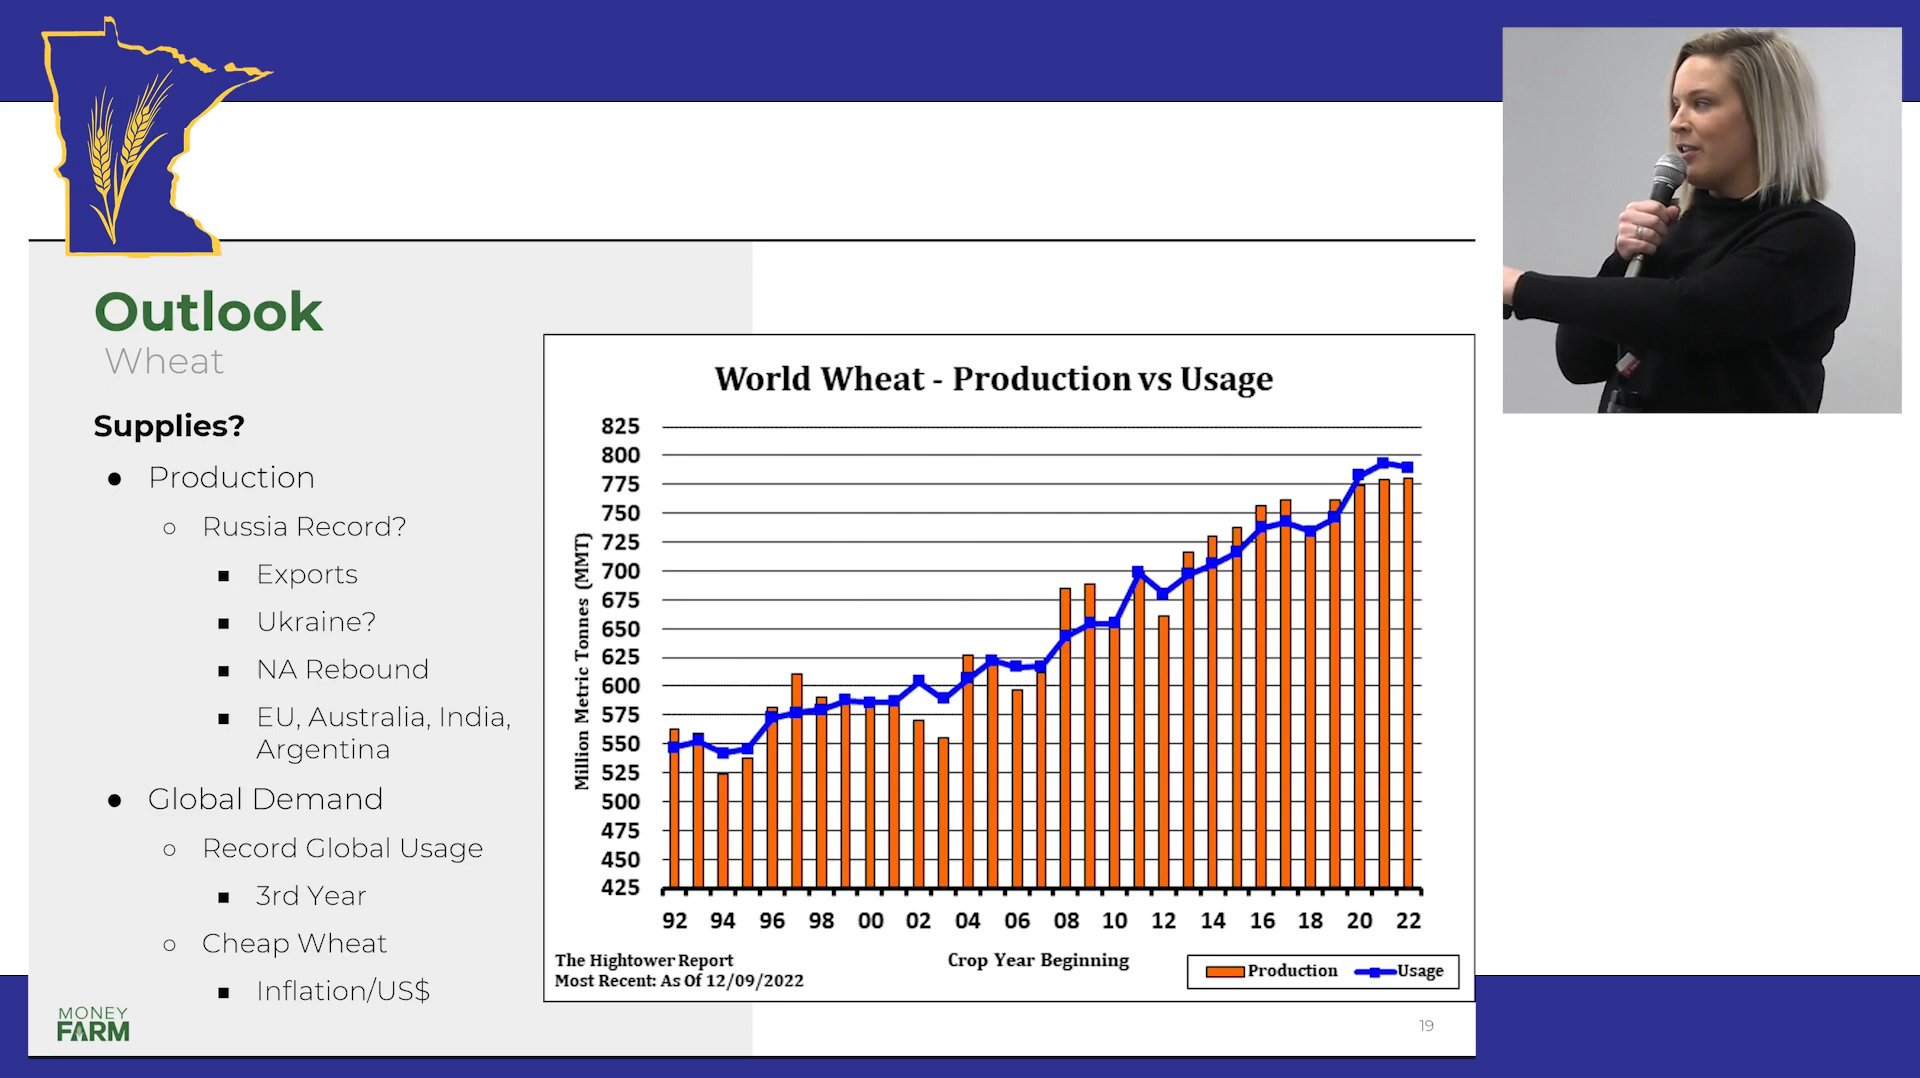 Outlook
Wheat
Supplies?
● Production
○ Russia Record?
■ Exports
■ Ukraine?
■ NA Rebound
■ EU, Australia, India,
Argentina
● Global Demand
○ Record Global Usage
■ 3rd Year
○ Cheap Wheat
■ Inflation/US$
MONEY
FARM
World Wheat - Production vs Usage
Million Metric Tonnes (MMT)
825
800
775
750
725
700
675
650
625
600
575
550
525
500
475
450
425
92 94 96 98 00 02 04 06 08 10 12 14 16 18 20 22
Crop Year Beginning
The Hightower Report
Most Recent: As Of 12/09/2022
Production Usage
19